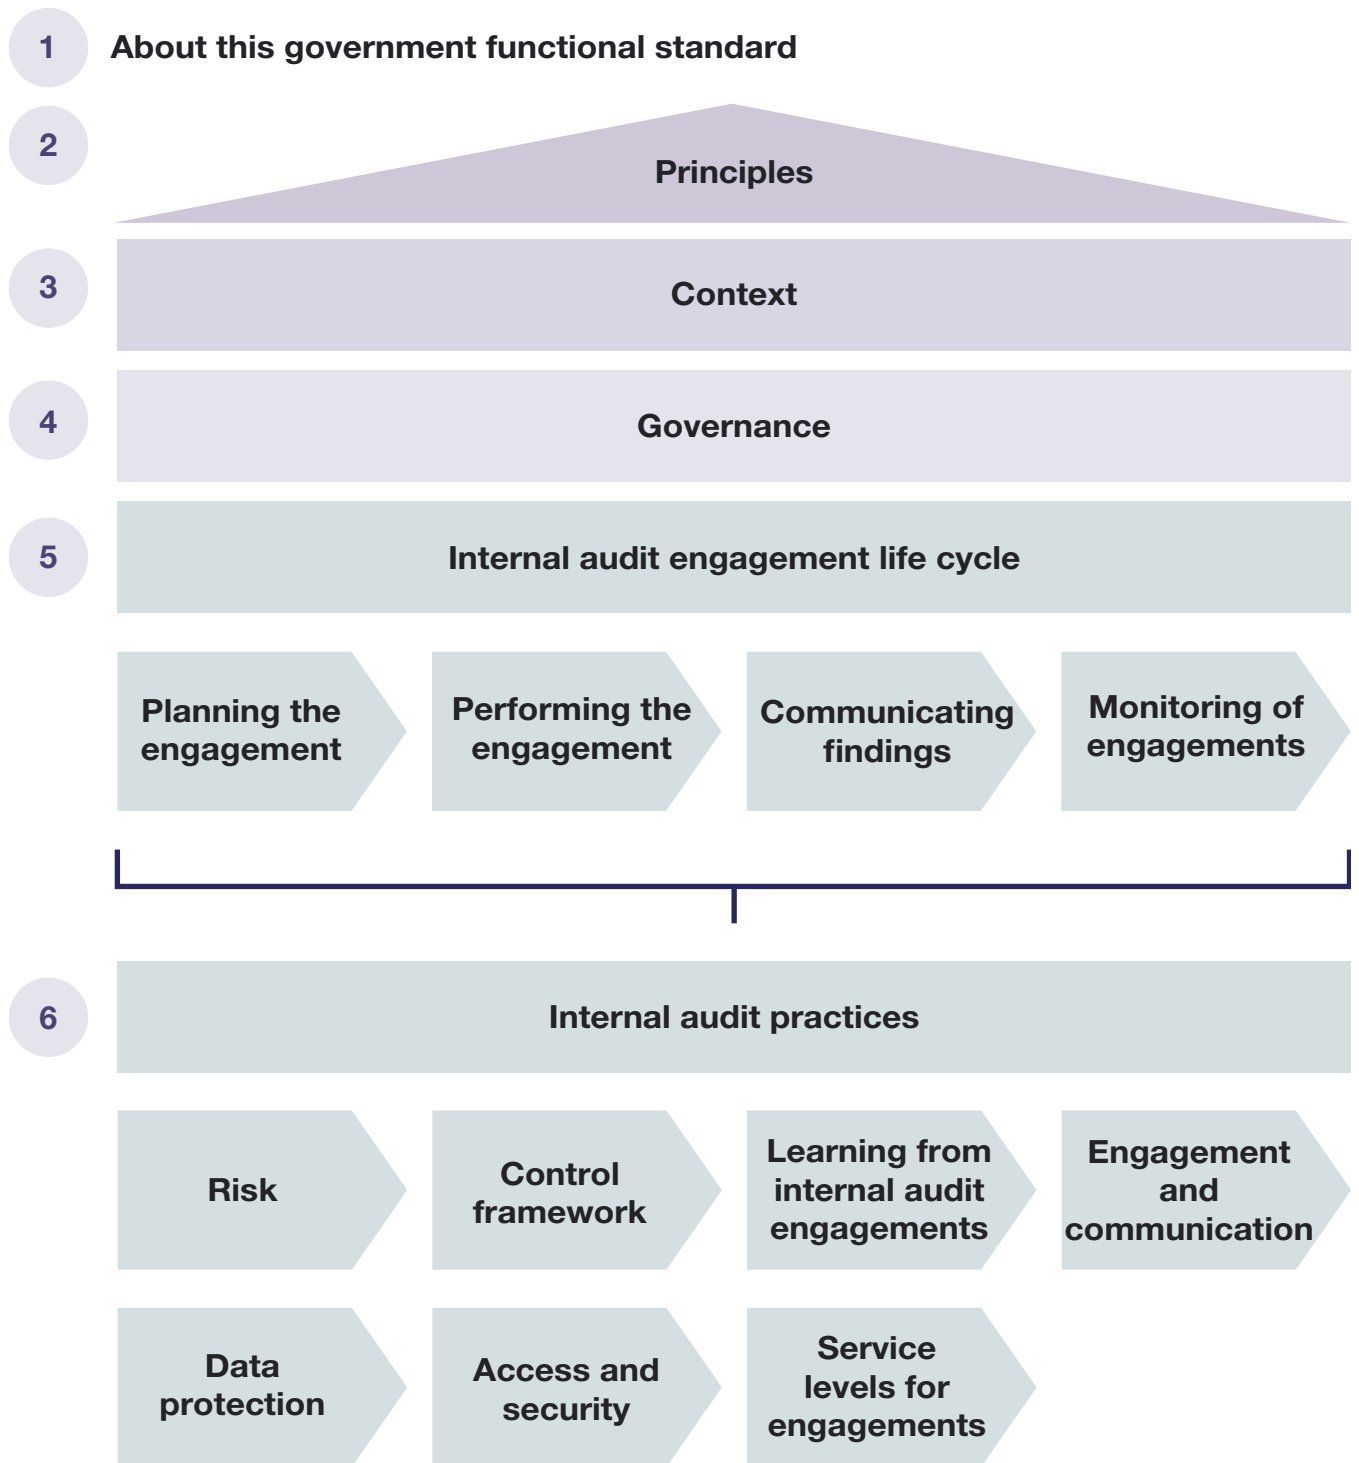 1
About this government functional standard
2
Principles
3
Context
4
Governance
5
Internal audit engagement life cycle
Planning the
engagement
Performing the
engagement
Communicating
findings
Monitoring of
engagements
6
Internal audit practices
Risk
Control
framework
Learning from
internal audit
engagements
Engagement
and
communication
Data
protection
Access and
security
Service
levels for
engagements